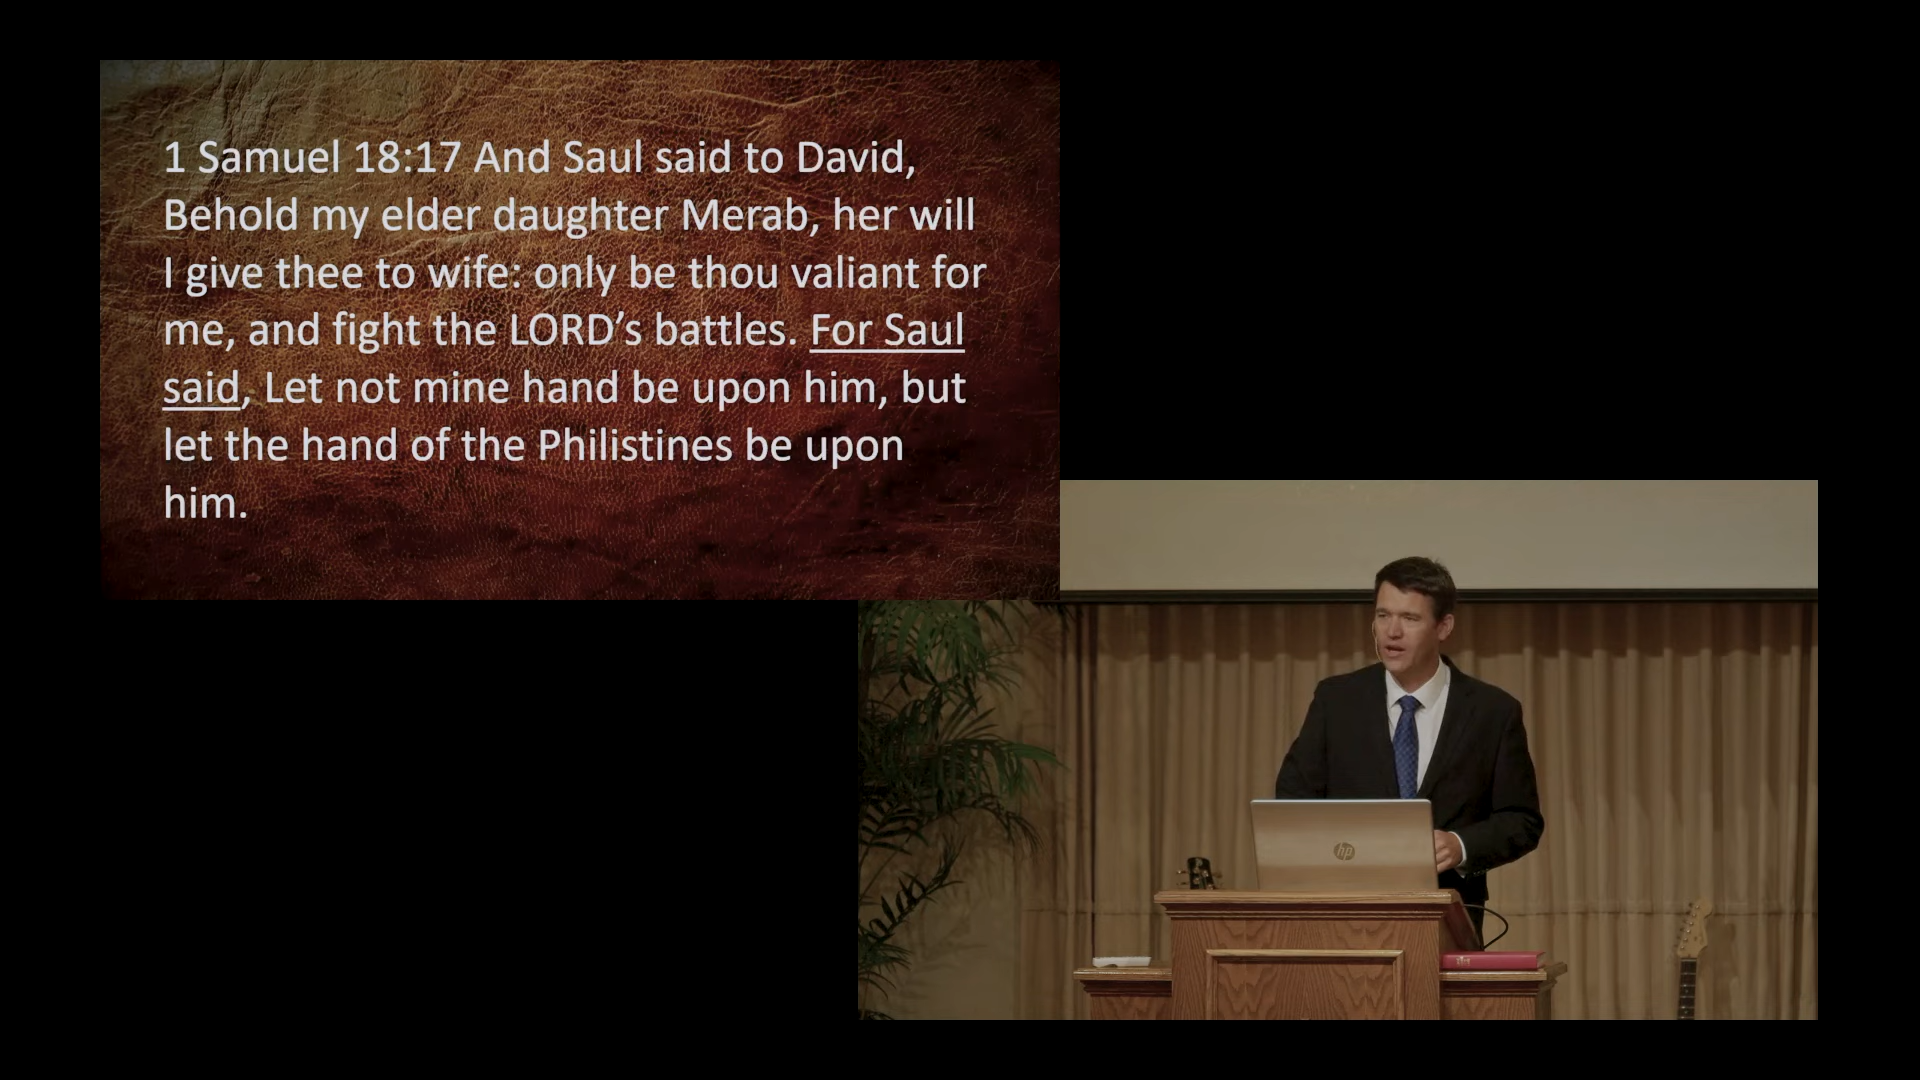 1 Samuel 18:17 And Saul said to David,
Behold my elder daughter Merab, her will
I give thee to wife: only be thou valiant for
me, and fight the LORD’s battles. For Saul
said, Let not mine hand be upon him, but
let the hand of the Philistines be upon
him.
hp